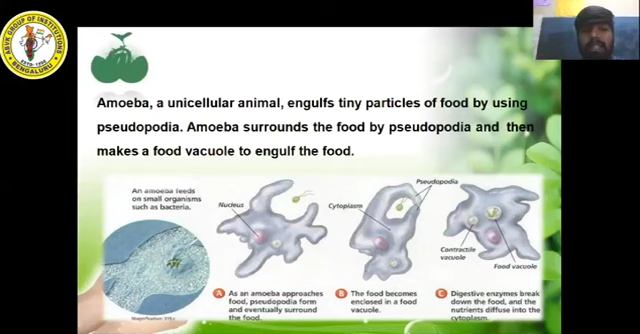 ABVK GROUP OF INSTITUTIONS
BENGALURU
Amoeba, a unicellular animal, engulfs tiny particles of food by using
pseudopodia. Amoeba surrounds the food by pseudopodia and then
makes a food vacuole to engulf the food.
An amoeba feeds
on small organisms
such as bacteria.
Nucleus
Cytoplasm
Pseudopodia
Contractile
vacuole
Food vacuole
A As an amoeba approaches
food, pseudopodia form
and eventually surround
the food.
B The food becomes
enclosed in a food
vacuole.
C Digestive enzymes break
down the food, and the
nutrients diffuse into the
cytoplasm.